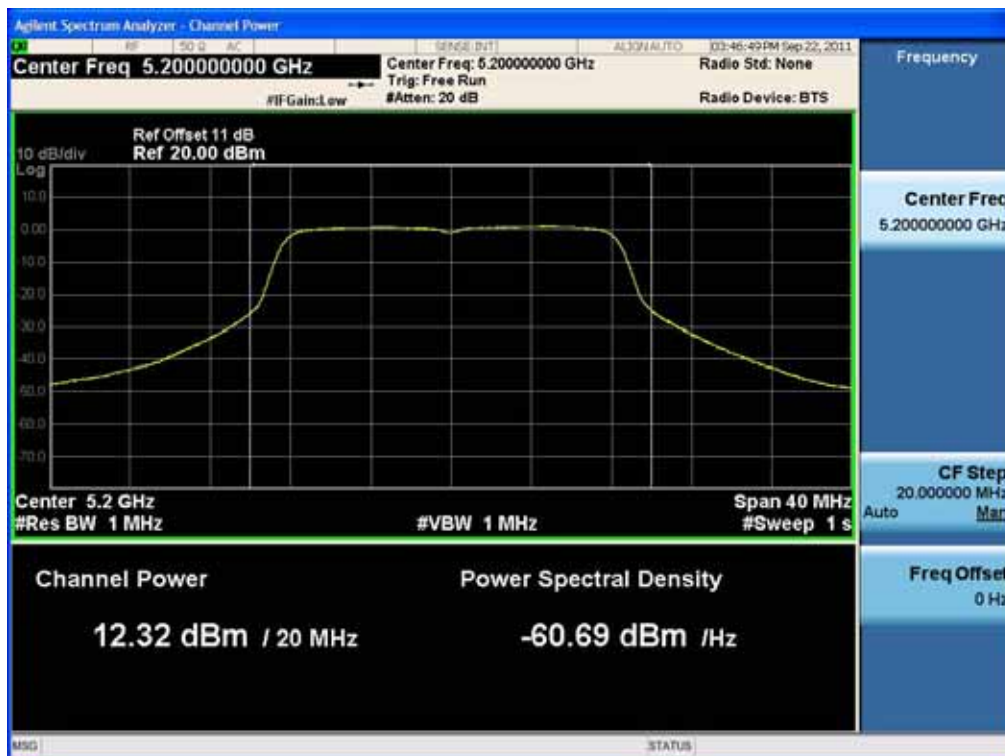 Agilent Spectrum Analyzer - Channel Power
RF 50 Ω AC SENSE:INT ALIGNAUTO 03:46:49 PM Sep 22, 2011
Center Freq 5.200000000 GHz
Center Freq: 5.200000000 GHz
Radio Std: None
Trig: Free Run
#IFGain:Low
#Atten: 20 dB
Radio Device: BTS
Ref Offset 11 dB
10 dB/div
Ref 20.00 dBm
Log
10.0
0.00
-10.0
-20.0
-30.0
-40.0
-50.0
-60.0
-70.0
Center 5.2 GHz
Span 40 MHz
#Res BW 1 MHz
#VBW 1 MHz
#Sweep 1 s
Channel Power
Power Spectral Density
12.32 dBm / 20 MHz
-60.69 dBm /Hz
MSG
STATUS
Frequency
Center Freq
5.200000000 GHz
CF Step
20.000000 MHz
Auto Man
Freq Offset
0 Hz